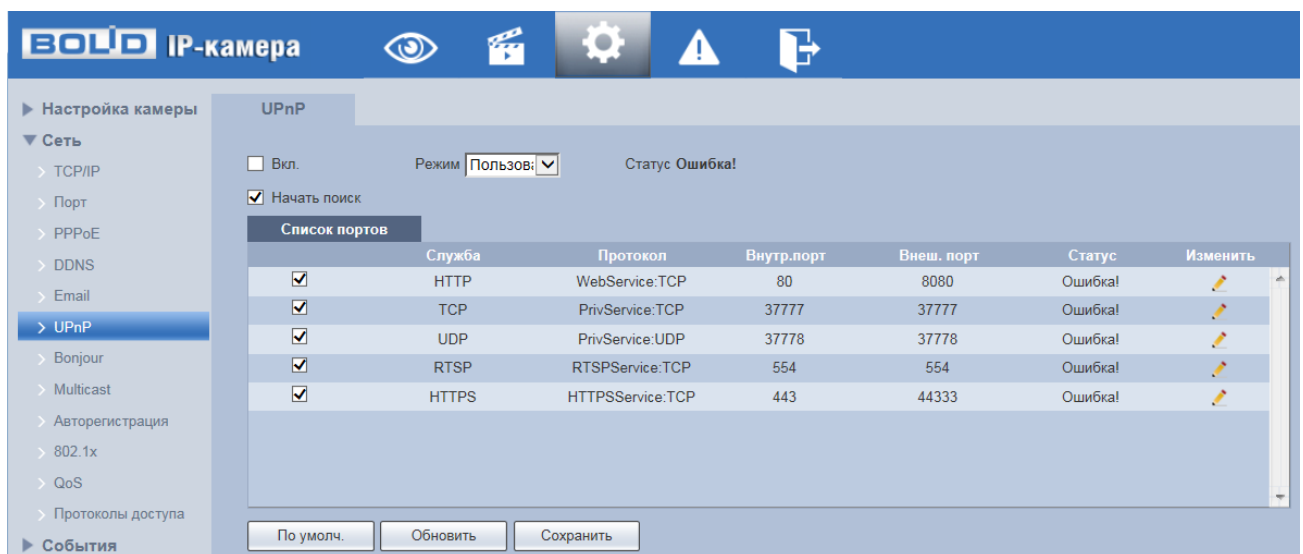 BOLID IP-камера
Настройка камеры
UPnP
Сеть
Вкл. Режим Пользова Статус Ошибка!
TCP/IP
Начать поиск
Порт
Список портов
PPPoE
Служба Протокол Внутр.порт Внеш. порт Статус Изменить
DDNS
HTTP WebService:TCP 80 8080 Ошибка!
Email
TCP PrivService:TCP 37777 37777 Ошибка!
UPnP
UDP PrivService:UDP 37778 37778 Ошибка!
Bonjour
RTSP RTSPService:TCP 554 554 Ошибка!
Multicast
HTTPS HTTPSService:TCP 443 44333 Ошибка!
Авторегистрация
802.1x
QoS
Протоколы доступа
По умолч. Обновить Сохранить
События